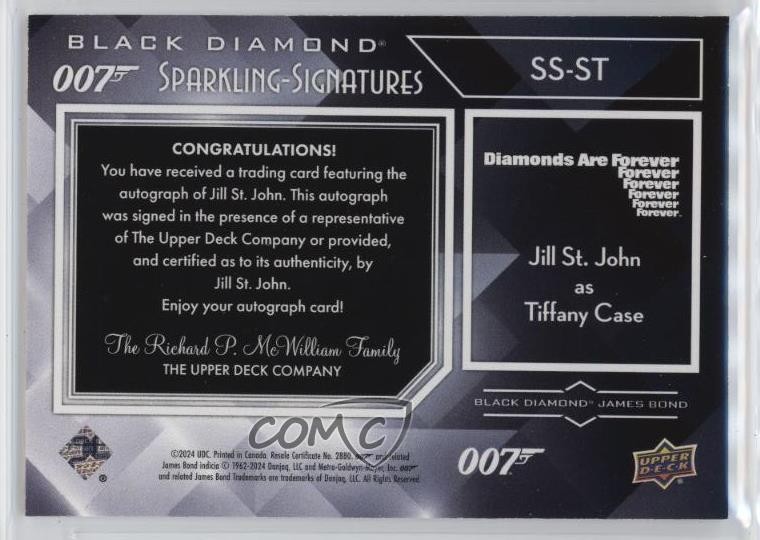 BLACK DIAMOND®
007 SPARKLING-SIGNATURES
SS-ST
CONGRATULATIONS!
You have received a trading card featuring the
autograph of Jill St. John. This autograph
was signed in the presence of a representative
of The Upper Deck Company or provided,
and certified as to its authenticity, by
Jill St. John.
Enjoy your autograph card!
The Richard P. McWilliam Family
THE UPPER DECK COMPANY
Diamonds Are Forever
Forever
Forever
Forever
Forever
Forever™
Jill St. John
as
Tiffany Case
BLACK DIAMOND® JAMES BOND
COMC
®
©2024 UDC. Printed in Canada. Resale Certificate No. 2880. 007 and related
James Bond indicia © 1962-2024 Danjaq, LLC and Metro-Goldwyn-Mayer, Inc. 007
and related James Bond Trademarks are trademarks of Danjaq, LLC. All Rights Reserved.
007
UPPER
D·E·C·K
®